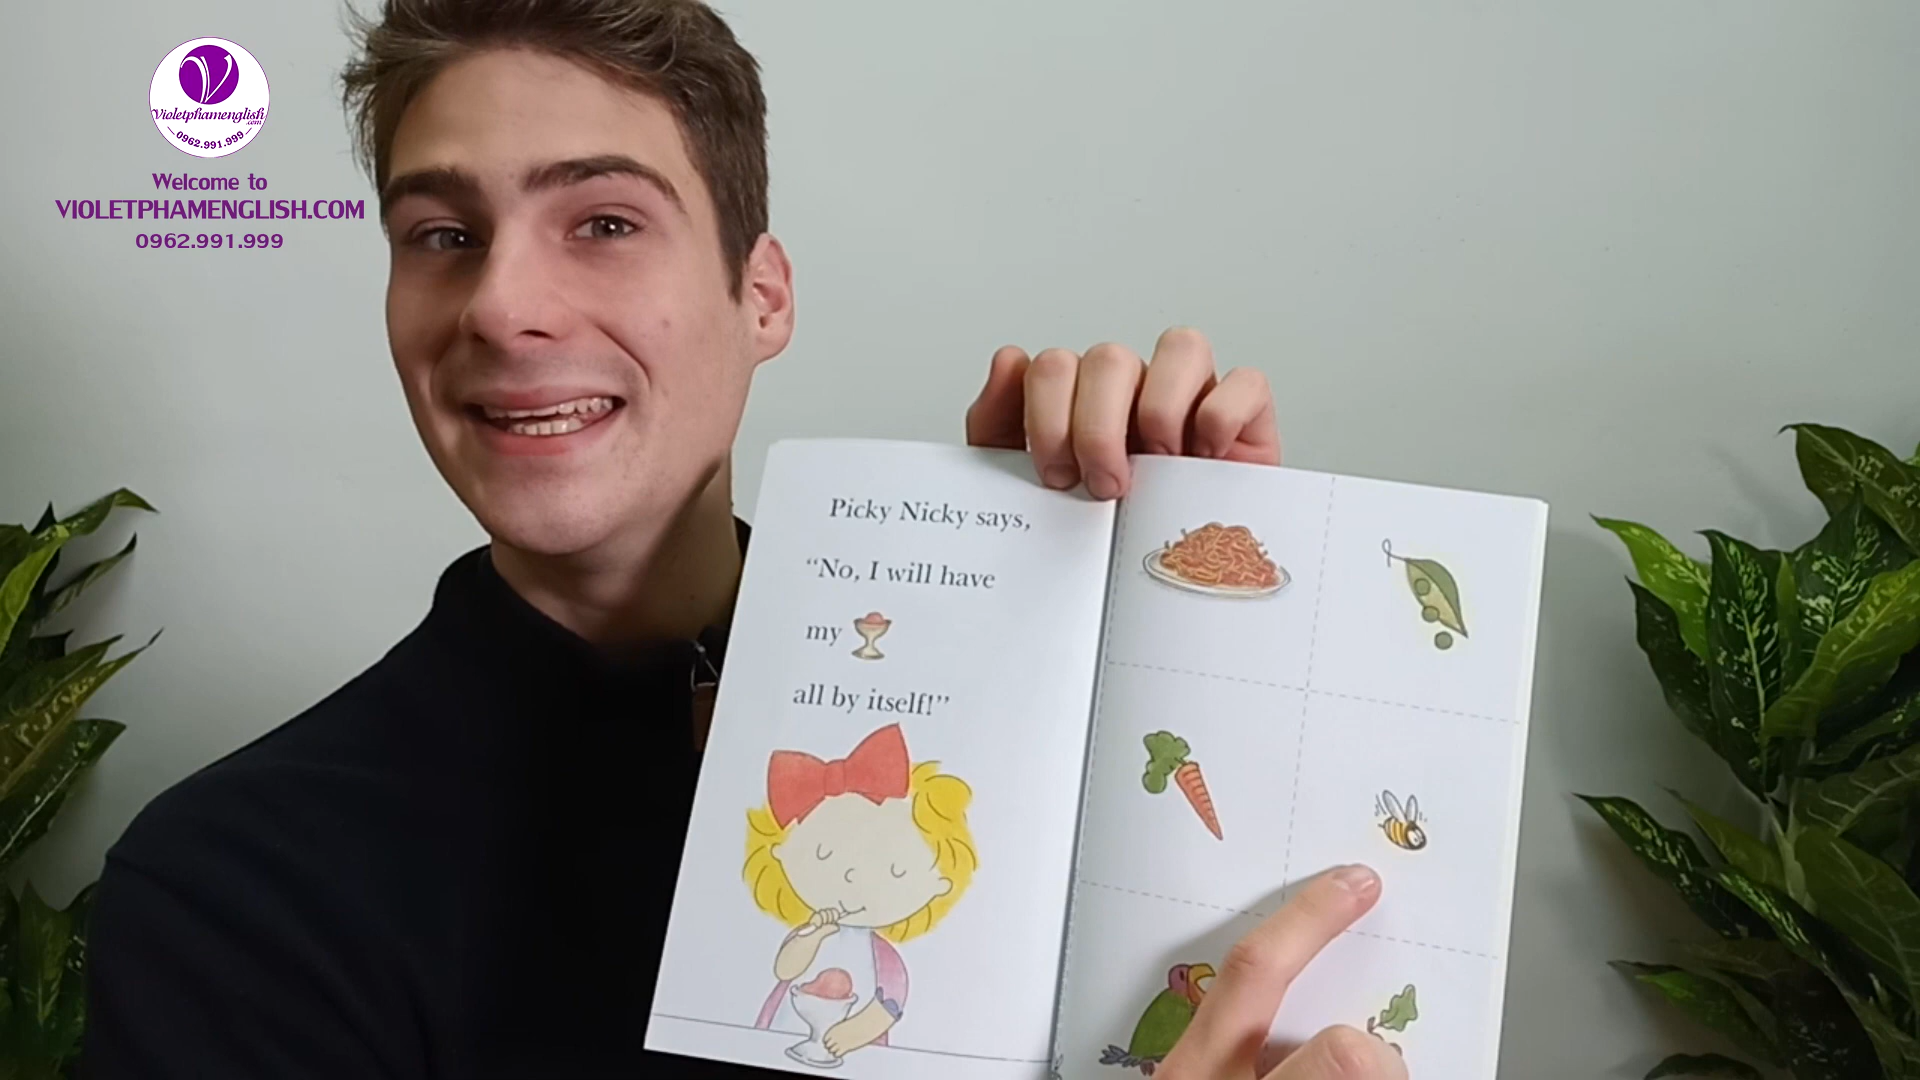 Violetphamenglish
.com
0962.991.999
Welcome to
VIOLETPHAMENGLISH.COM
0962.991.999
Picky Nicky says,
“No, I will have
my
all by itself!”